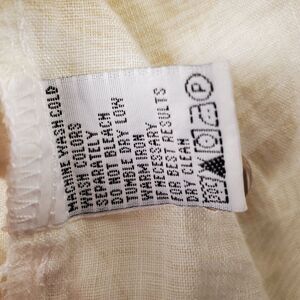 MACHINE WASH COLD
WASH COLORS
SEPARATLLY
DO NOT BLEACH
TUMBLE DRY LOW
WARM IRON
IF NECESSARY
FOR BEST RESULTS
DRY CLEAN
P